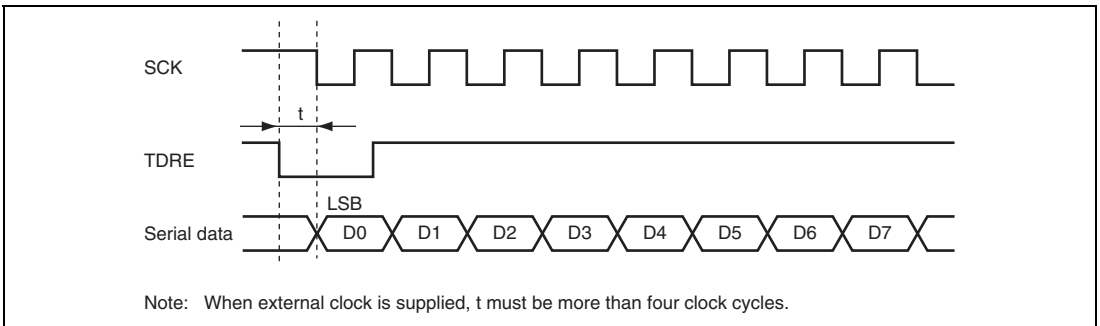 SCK
t
TDRE
LSB
Serial data D0 D1 D2 D3 D4 D5 D6 D7
Note: When external clock is supplied, t must be more than four clock cycles.